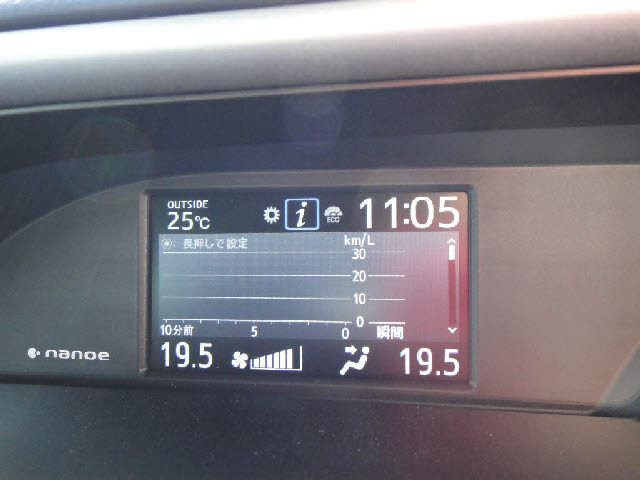 OUTSIDE
25℃
i
ECO
11:05
: 長押しで設定
km/L
30
20
10
0
10分前 5 0 瞬間
nanoe
19.5
19.5